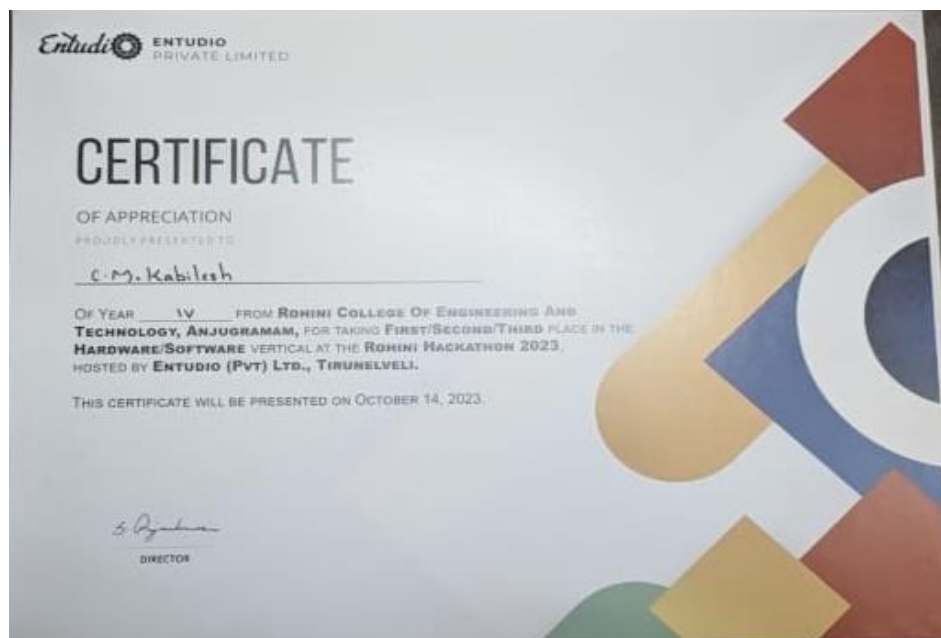 Entudio ENTUDIO
PRIVATE LIMITED
CERTIFICATE
OF APPRECIATION
PROUDLY PRESENTED TO
C.M. Kabilesh
OF YEAR IV FROM ROHINI COLLEGE OF ENGINEERING AND
TECHNOLOGY, ANJUGRAMAM, FOR TAKING FIRST/SECOND/THIRD PLACE IN THE
HARDWARE/SOFTWARE VERTICAL AT THE ROHINI HACKATHON 2023,
HOSTED BY ENTUDIO (PVT) LTD., TIRUNELVELI.
THIS CERTIFICATE WILL BE PRESENTED ON OCTOBER 14, 2023.
DIRECTOR